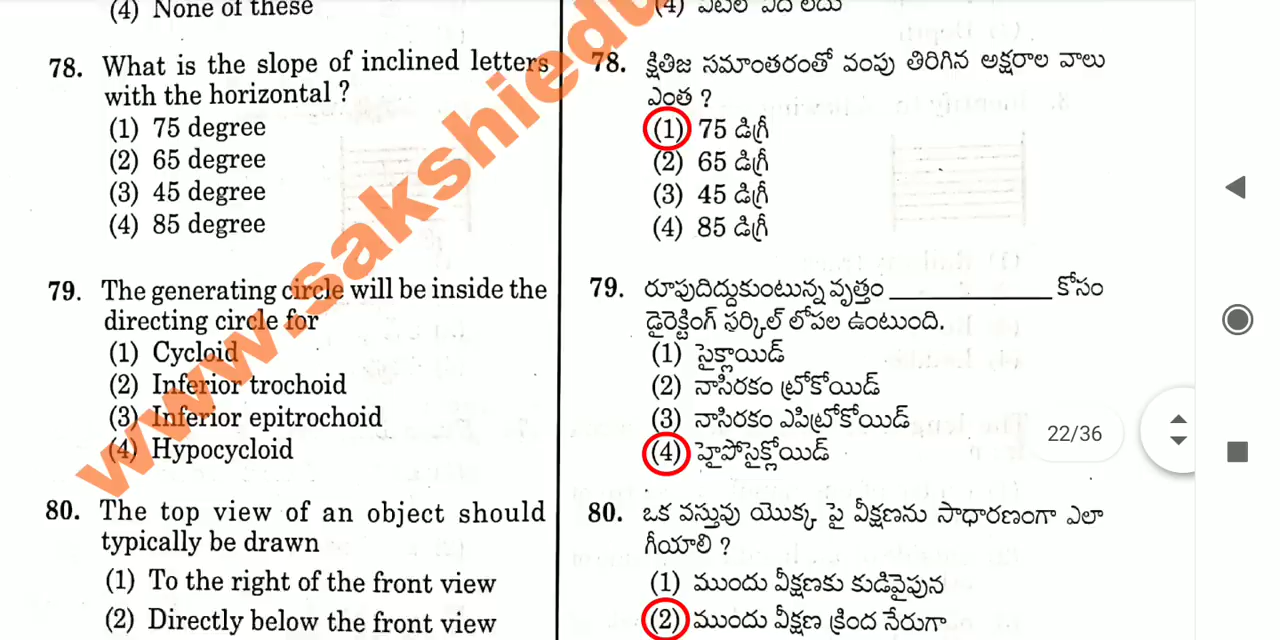 (4) None of these
78. What is the slope of inclined letters
with the horizontal ?
(1) 75 degree
(2) 65 degree
(3) 45 degree
(4) 85 degree
79. The generating circle will be inside the
directing circle for
(1) Cycloid
(2) Inferior trochoid
(3) Inferior epitrochoid
(4) Hypocycloid
80. The top view of an object should
typically be drawn
(1) To the right of the front view
(2) Directly below the front view
(4) వీటిలో ఏదీ లేదు
78. క్షితిజ సమాంతరంతో వంపు తిరిగిన అక్షరాల వాలు
ఎంత ?
(1) 75 డిగ్రీ
(2) 65 డిగ్రీ
(3) 45 డిగ్రీ
(4) 85 డిగ్రీ
79. రూపుదిద్దుకుంటున్న వృత్తం __________ కోసం
డైరెక్టింగ్ సర్కిల్ లోపల ఉంటుంది.
(1) సైక్లాయిడ్
(2) నాసిరకం ట్రోకోయిడ్
(3) నాసిరకం ఎపిట్రోకోయిడ్
(4) హైపోసైక్లోయిడ్
80. ఒక వస్తువు యొక్క పై వీక్షణను సాధారణంగా ఎలా
గీయాలి ?
(1) ముందు వీక్షణకు కుడివైపున
(2) ముందు వీక్షణ క్రింద నేరుగా
www.sakshiedu
22/36